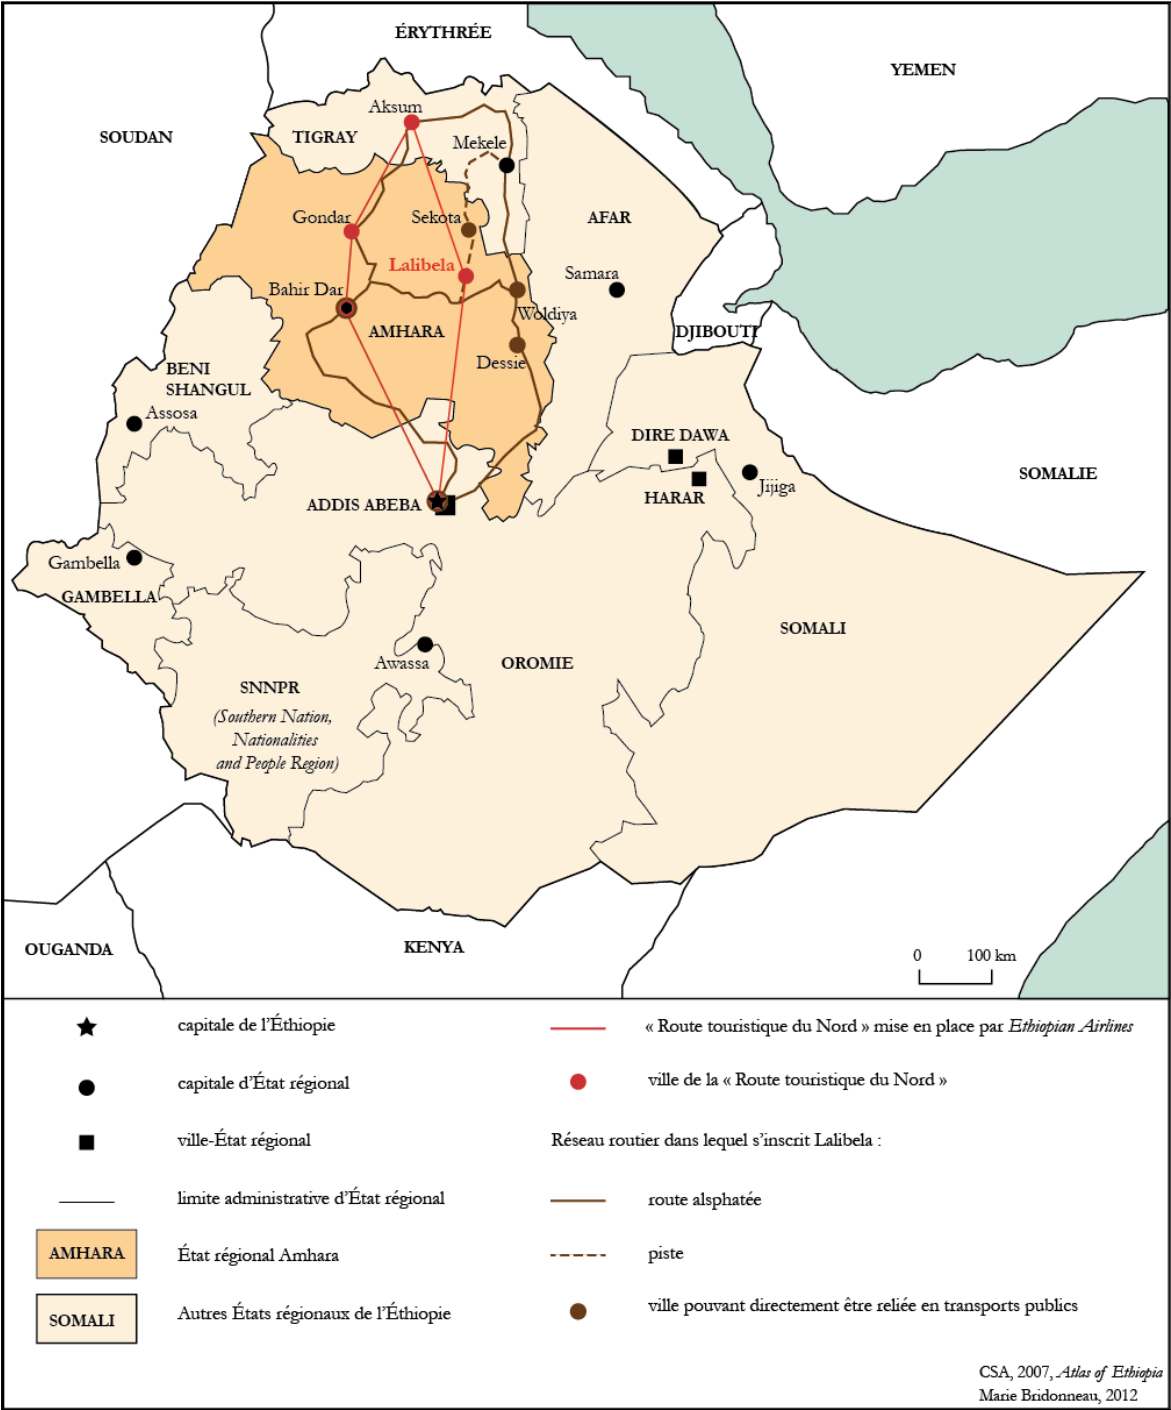 ÉRYTHRÉE
YEMEN
SOUDAN
Aksum
TIGRAY
Mekele
Gondar
Sekota
AFAR
Lalibela
Samara
Bahir Dar
Woldiya
AMHARA
DJIBOUTI
Dessie
BENI
SHANGUL
Assosa
DIRE DAWA
SOMALIE
Jijiga
HARAR
ADDIS ABEBA
Gambella
GAMBELLA
SOMALI
Awassa
OROMIE
SNNPR
(Southern Nation,
Nationalities
and People Region)
OUGANDA
KENYA
0 100 km
capitale de l'Éthiopie
capitale d'État régional
ville-État régional
limite administrative d'État régional
AMHARA État régional Amhara
SOMALI Autres États régionaux de l'Éthiopie
« Route touristique du Nord » mise en place par Ethiopian Airlines
ville de la « Route touristique du Nord »
Réseau routier dans lequel s'inscrit Lalibela :
route alsphatée
piste
ville pouvant directement être reliée en transports publics
CSA, 2007, Atlas of Ethiopia
Marie Bridonneau, 2012